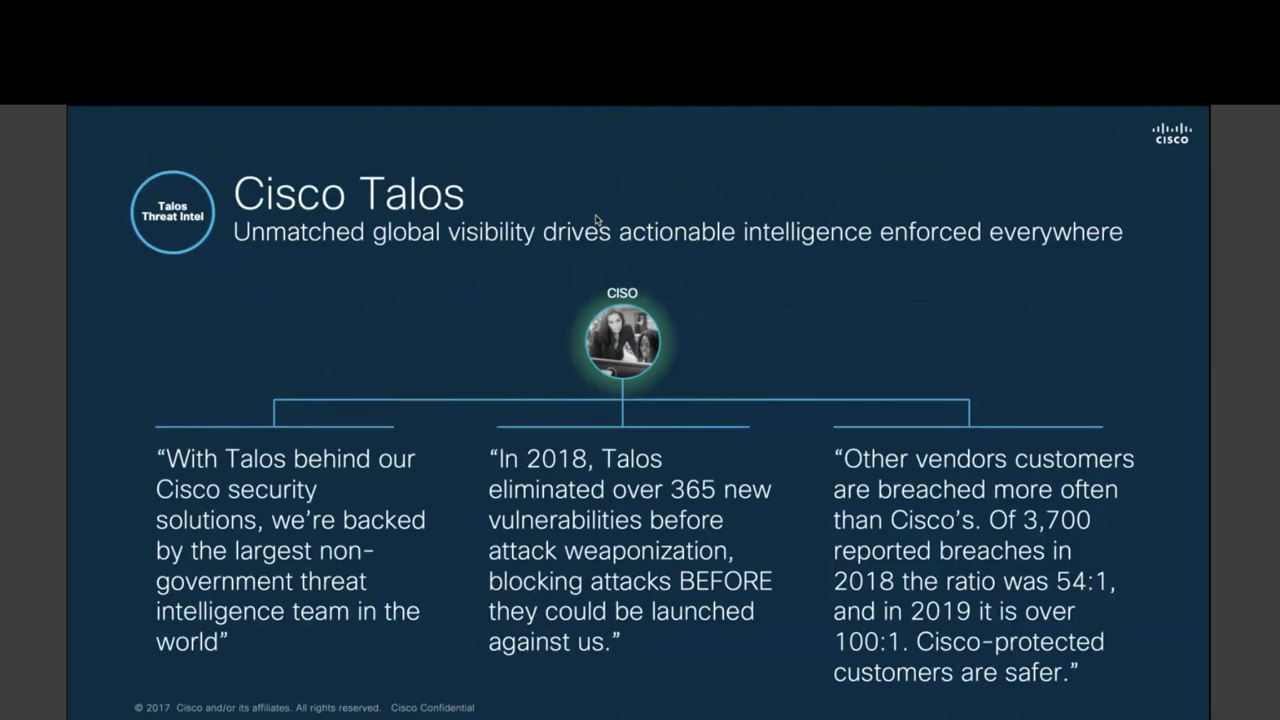 CISCO
Talos
Threat Intel
Cisco Talos
Unmatched global visibility drives actionable intelligence enforced everywhere
CISO
“With Talos behind our
Cisco security
solutions, we’re backed
by the largest non-
government threat
intelligence team in the
world”
“In 2018, Talos
eliminated over 365 new
vulnerabilities before
attack weaponization,
blocking attacks BEFORE
they could be launched
against us.”
“Other vendors customers
are breached more often
than Cisco’s. Of 3,700
reported breaches in
2018 the ratio was 54:1,
and in 2019 it is over
100:1. Cisco-protected
customers are safer.”
© 2017 Cisco and/or its affiliates. All rights reserved. Cisco Confidential